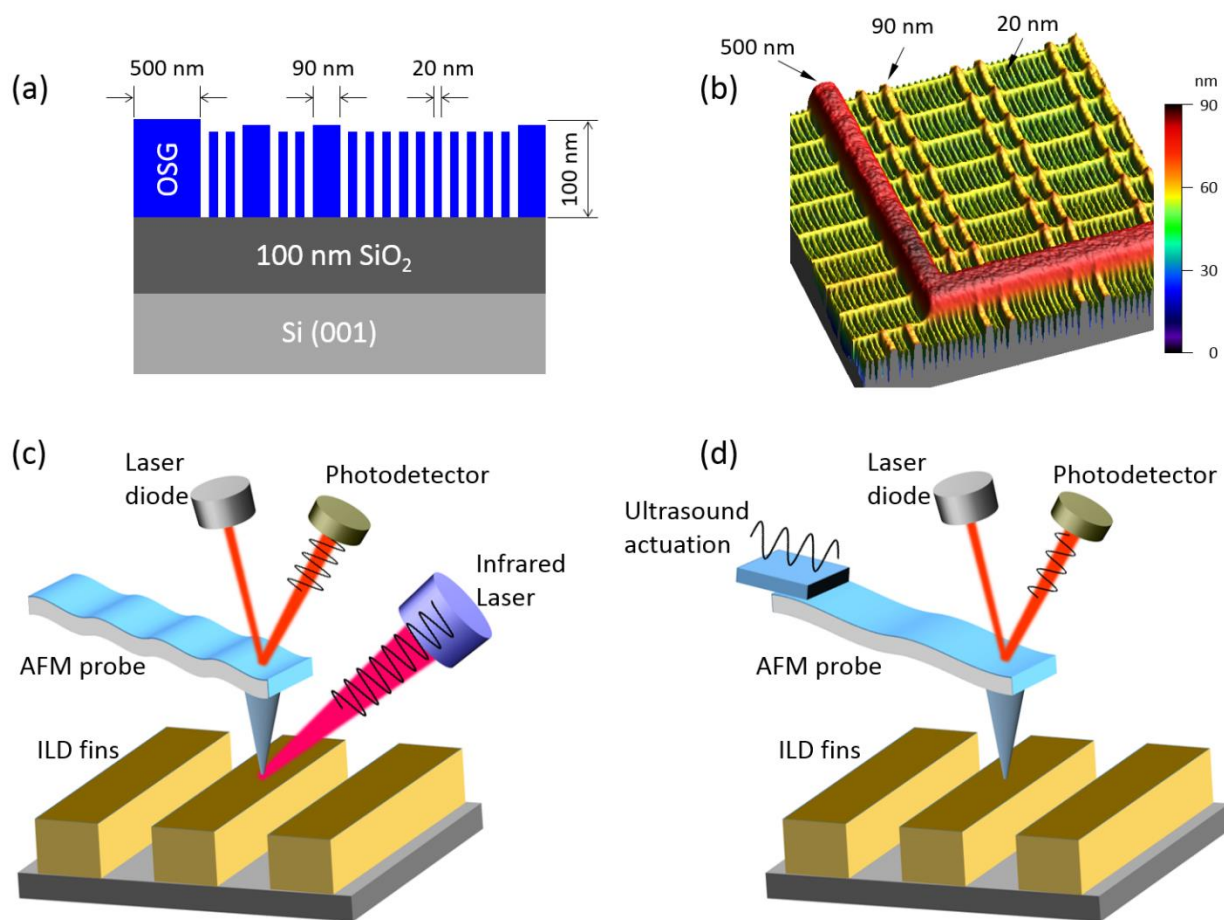 (a)
500 nm
90 nm
20 nm
OSG
100 nm
100 nm SiO₂
Si (001)
(b)
500 nm
90 nm
20 nm
nm
90
60
30
0
(c)
Laser
diode
Photodetector
Infrared
Laser
AFM probe
ILD fins
(d)
Laser
diode
Photodetector
Ultrasound
actuation
AFM probe
ILD fins